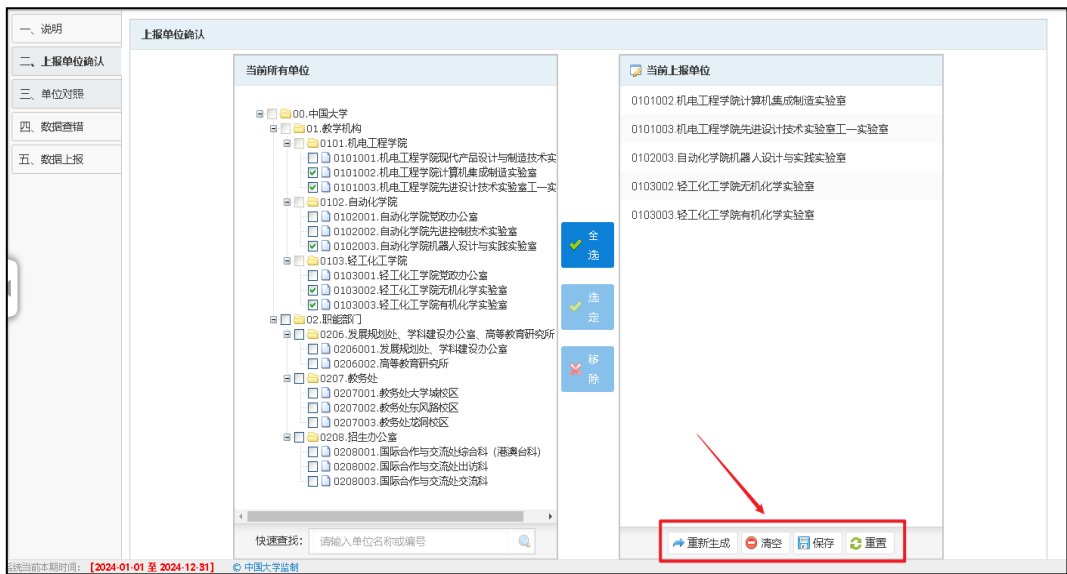 一、说明
二、上报单位确认
三、单位对照
四、数据查错
五、数据上报
上报单位确认
当前所有单位
00.中国大学
01.教学机构
0101.机电工程学院
0101001.机电工程学院现代产品设计与制造技术实
0101002.机电工程学院计算机集成制造实验室
0101003.机电工程学院先进设计技术实验室工一实
0102.自动化学院
0102001.自动化学院党政办公室
0102002.自动化学院先进控制技术实验室
0102003.自动化学院机器人设计与实践实验室
0103.轻工化工学院
0103001.轻工化工学院党政办公室
0103002.轻工化工学院无机化学实验室
0103003.轻工化工学院有机化学实验室
02.职能部门
0206.发展规划处、学科建设办公室、高等教育研究所
0206001.发展规划处、学科建设办公室
0206002.高等教育研究所
0207.教务处
0207001.教务处大学城校区
0207002.教务处东风路校区
0207003.教务处龙洞校区
0208.招生办公室
0208001.国际合作与交流处综合科（港澳台科）
0208002.国际合作与交流处出访科
0208003.国际合作与交流处交流科
快速查找： 请输入单位名称或编号
全
选
选
定
移
除
当前上报单位
0101002.机电工程学院计算机集成制造实验室
0101003.机电工程学院先进设计技术实验室工一实验室
0102003.自动化学院机器人设计与实践实验室
0103002.轻工化工学院无机化学实验室
0103003.轻工化工学院有机化学实验室
重新生成 清空 保存 重置
系统当前本期时间: 【2024-01-01 至 2024-12-31】 © 中国大学监制